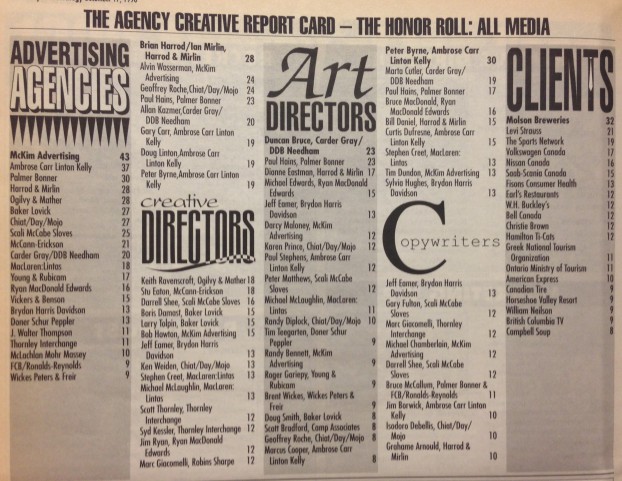 THE AGENCY CREATIVE REPORT CARD – THE HONOR ROLL: ALL MEDIA
ADVERTISING
AGENCIES
McKim Advertising 43
Ambrose Carr Linton Kelly 37
Palmer Bonner 30
Harrod & Mirlin 28
Ogilvy & Mather 28
Baker Lovick 27
Chiat/Day/Mojo 27
Scali McCabe Sloves 25
McCann-Erickson 21
Carder Gray/DDB Needham 20
MacLaren:Lintas 18
Young & Rubicam 17
Ryan MacDonald Edwards 16
Vickers & Benson 15
Brydon Harris Davidson 13
Doner Schur Peppler 13
J. Walter Thompson 11
Thornley Interchange 11
McLachlan Mohr Massey 10
FCB/Ronalds-Reynolds 9
Wickes Peters & Freir 9
Brian Harrod/Ian Mirlin,
Harrod & Mirlin 28
Alvin Wasserman, McKim
Advertising 24
Geoffrey Roche,Chiat/Day/Mojo 24
Paul Hains, Palmer Bonner 23
Allan Kazmer,Carder Gray/
DDB Needham 20
Gary Carr, Ambrose Carr Linton
Kelly 19
Doug Linton,Ambrose Carr
Linton Kelly 19
Peter Byrne,Ambrose Carr Linton
Kelly 19
creative
DIRECTORS
Keith Ravenscroft, Ogilvy & Mather 18
Stu Eaton, McCann-Erickson 18
Darrell Shee, Scali McCabe Sloves 16
Boris Damast, Baker Lovick 15
Larry Tolpin, Baker Lovick 15
Bob Hawton, McKim Advertising 15
Jeff Eamer, Brydon Harris
Davidson 13
Ken Weiden, Chiat/Day/Mojo 13
Stephen Creet, MacLaren:Lintas 13
Michael McLaughlin, MacLaren:
Lintas 13
Scott Thornley, Thornley
Interchange 12
Syd Kessler, Thornley Interchange 12
Jim Ryan, Ryan MacDonald
Edwards 12
Marc Giacomelli, Robins Sharpe 12
Art
DIRECTORS
Duncan Bruce, Carder Gray/
DDB Needham 23
Paul Hains, Palmer Bonner 23
Dianne Eastman, Harrod & Mirlin 17
Michael Edwards, Ryan MacDonald
Edwards 15
Jeff Eamer, Brydon Harris
Davidson 13
Darcy Maloney, McKim
Advertising 12
Karen Prince, Chiat/Day/Mojo 12
Paul Stephens, Ambrose Carr
Linton Kelly 12
Peter Matthews, Scali McCabe
Sloves 12
Michael McLaughlin, MacLaren:
Lintas 11
Randy Diplock, Chiat/Day/Mojo 10
Tim Teegarden, Doner Schur
Peppler 9
Randy Bennett, McKim
Advertising 9
Roger Gariepy, Young &
Rubicam 9
Brent Wickes, Wickes Peters &
Freir 9
Doug Smith, Baker Lovick 8
Scott Bradford, Camp Associates 8
Geoffrey Roche, Chiat/Day/Mojo 8
Marcus Cooper, Ambrose Carr
Linton Kelly 8
Peter Byrne, Ambrose Carr
Linton Kelly 30
Marta Cutler, Carder Gray/
DDB Needham 19
Paul Hains, Palmer Bonner 17
Bruce MacDonald, Ryan
MacDonald Edwards 16
Bill Daniel, Harrod & Mirlin 15
Curtis Dufresne, Ambrose Carr
Linton Kelly 15
Stephen Creet, MacLaren:
Lintas 13
Tim Dundon, McKim Advertising 13
Sylvia Hughes, Brydon Harris
Davidson 13
Copywriters
Jeff Eamer, Brydon Harris
Davidson 13
Gary Fulton, Scali McCabe
Sloves 12
Marc Giacomelli, Thornley
Interchange 12
Michael Chamberlain, McKim
Advertising 12
Darrell Shee, Scali McCabe
Sloves 12
Bruce McCallum, Palmer Bonner &
FCB/Ronalds-Reynolds 11
Jim Borwick, Ambrose Carr Linton
Kelly 10
Isodoro Debellis, Chiat/Day/
Mojo 10
Grahame Arnould, Harrod &
Mirlin 10
CLIENTS
Molson Breweries 32
Levi Strauss 21
The Sports Network 19
Volkswagen Canada 17
Nissan Canada 16
Saab-Scania Canada 15
Fisons Consumer Health 13
Earl's Restaurants 12
W.H. Buckley's 12
Bell Canada 12
Christie Brown 12
Hamilton Ti-Cats 12
Greek National Tourism
Organization 11
Ontario Ministry of Tourism 11
American Express 10
Canadian Tire 9
Horseshoe Valley Resort 9
William Neilson 9
British Columbia TV 9
Campbell Soup 8